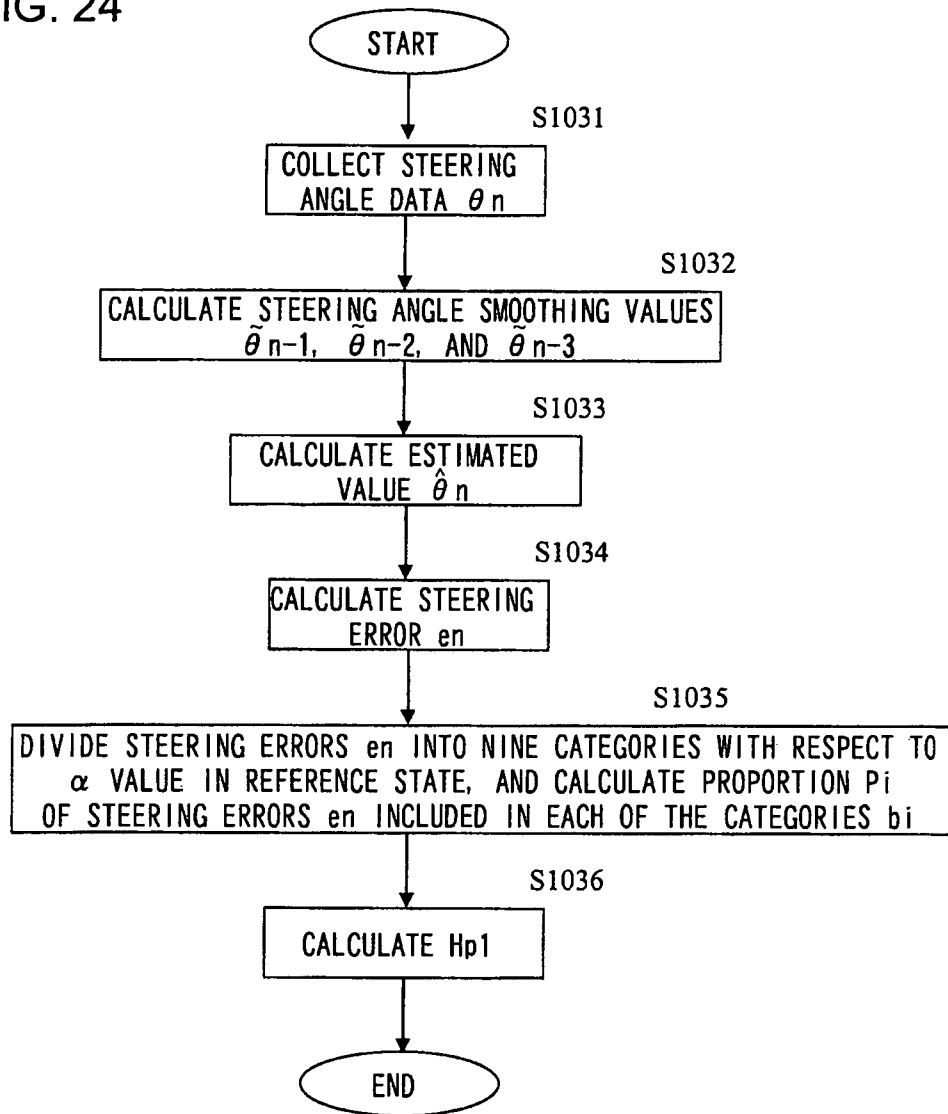 IG. 24
START
S1031
COLLECT STEERING
ANGLE DATA θn
S1032
CALCULATE STEERING ANGLE SMOOTHING VALUES
θ̃n-1, θ̃n-2, AND θ̃n-3
S1033
CALCULATE ESTIMATED
VALUE θ̂n
S1034
CALCULATE STEERING
ERROR en
S1035
DIVIDE STEERING ERRORS en INTO NINE CATEGORIES WITH RESPECT TO
α VALUE IN REFERENCE STATE, AND CALCULATE PROPORTION Pi
OF STEERING ERRORS en INCLUDED IN EACH OF THE CATEGORIES bi
S1036
CALCULATE Hp1
END